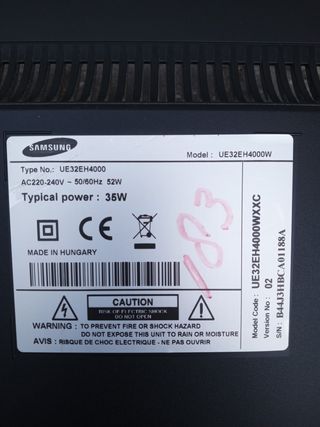 SAMSUNG
Model : UE32EH4000W
Type No.: UE32EH4000
AC220-240V ~ 50/60Hz 52W
Typical power : 35W
183
CE
MADE IN HUNGARY
CAUTION
RISK OF ELECTRIC SHOCK
DO NOT OPEN
WARNING : TO PREVENT FIRE OR SHOCK HAZARD
DO NOT EXPOSE THIS UNIT TO RAIN OR MOISTURE
AVIS : RISQUE DE CHOC ELECTRIQUE - NE PAS OUVRIR
Model Code : UE32EH4000WXXC
Version No : 02
S/N : B44J3HBCA01188A